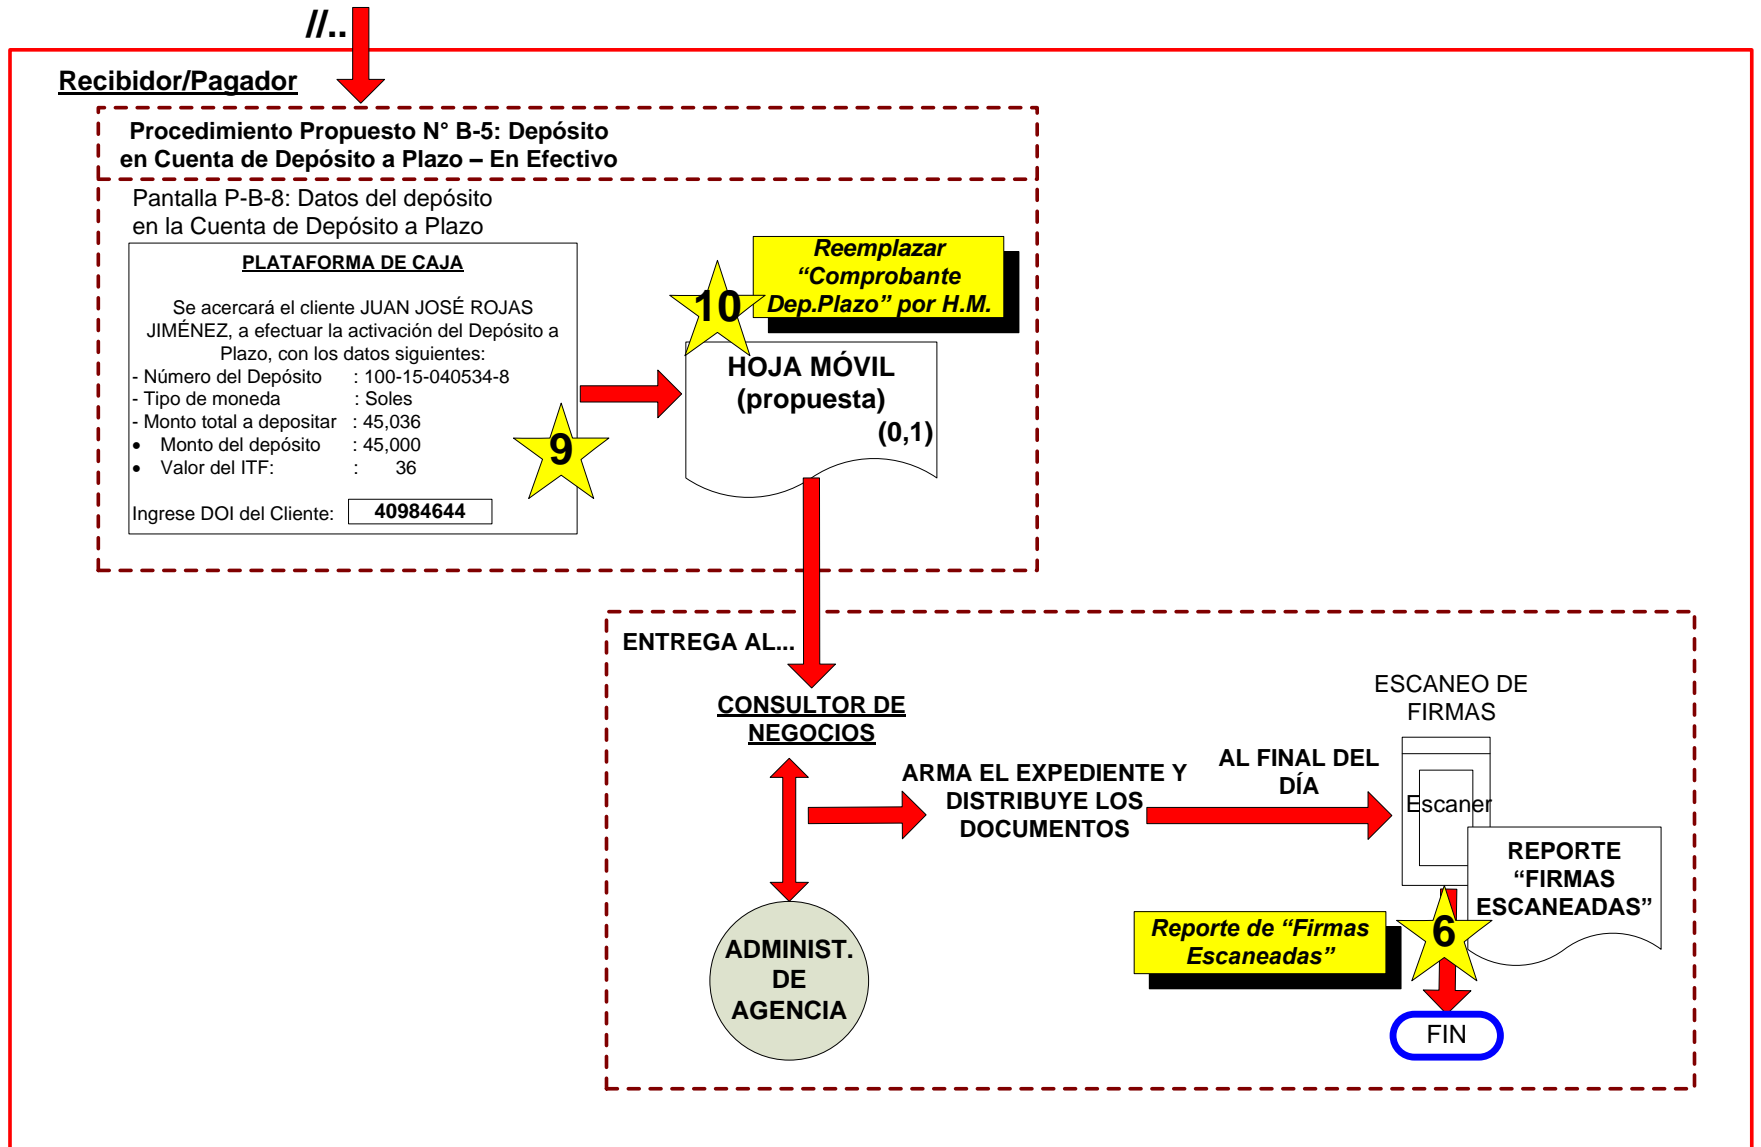 //..
Recibidor/Pagador
Procedimiento Propuesto N° B-5: Depósito
en Cuenta de Depósito a Plazo – En Efectivo
Pantalla P-B-8: Datos del depósito
en la Cuenta de Depósito a Plazo
PLATAFORMA DE CAJA
Se acercará el cliente JUAN JOSÉ ROJAS
JIMÉNEZ, a efectuar la activación del Depósito a
Plazo, con los datos siguientes:
- Número del Depósito : 100-15-040534-8
- Tipo de moneda : Soles
- Monto total a depositar : 45,036
• Monto del depósito : 45,000
• Valor del ITF: : 36
Ingrese DOI del Cliente: 40984644
9
10
Reemplazar
“Comprobante
Dep.Plazo” por H.M.
HOJA MÓVIL
(propuesta)
(0,1)
ENTREGA AL...
CONSULTOR DE
NEGOCIOS
ADMINIST.
DE
AGENCIA
ARMA EL EXPEDIENTE Y
DISTRIBUYE LOS
DOCUMENTOS
AL FINAL DEL
DÍA
ESCANEO DE
FIRMAS
Escaner
REPORTE
“FIRMAS
ESCANEADAS”
Reporte de “Firmas
Escaneadas”
6
FIN